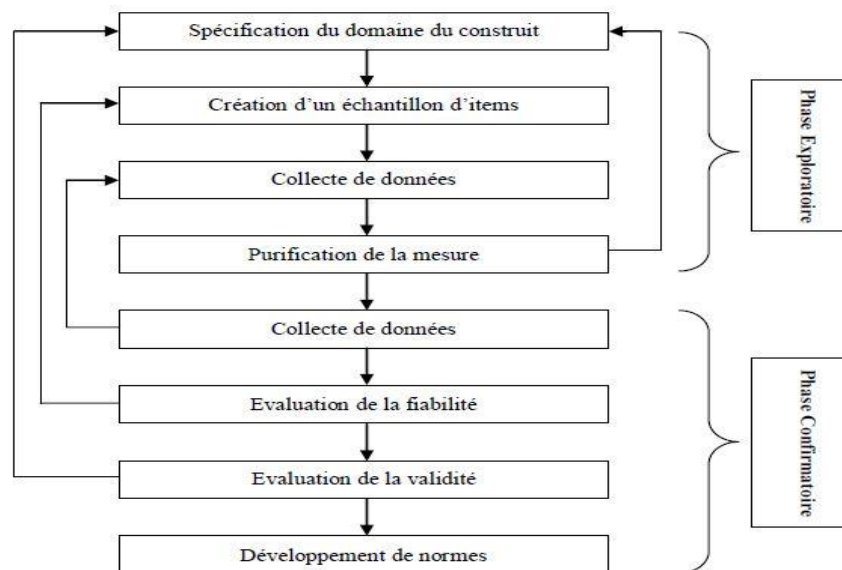 Spécification du domaine du construit
Création d'un échantillon d'items
Collecte de données
Purification de la mesure
Phase Exploratoire
Collecte de données
Evaluation de la fiabilité
Evaluation de la validité
Développement de normes
Phase Confirmatoire